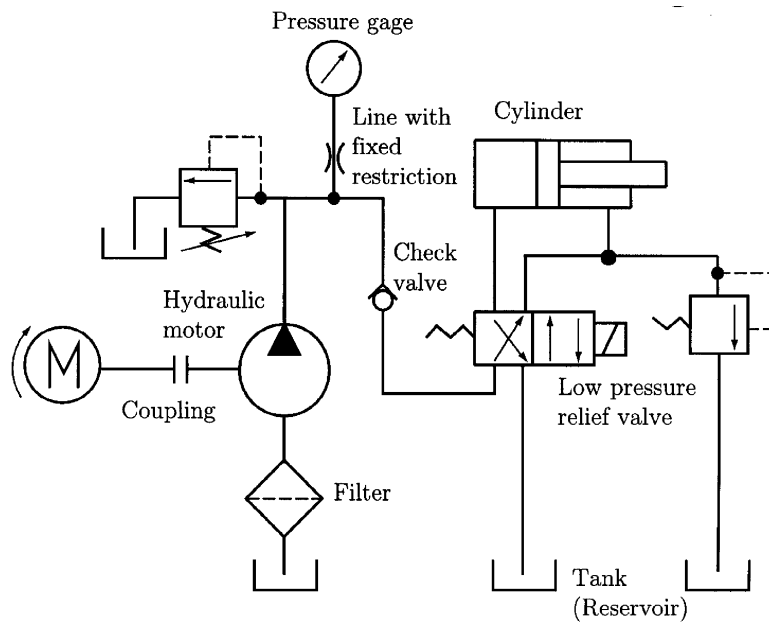 Pressure gage
Line with
fixed
restriction
Cylinder
Check
valve
Hydraulic
motor
M
Coupling
Low pressure
relief valve
Filter
Tank
(Reservoir)